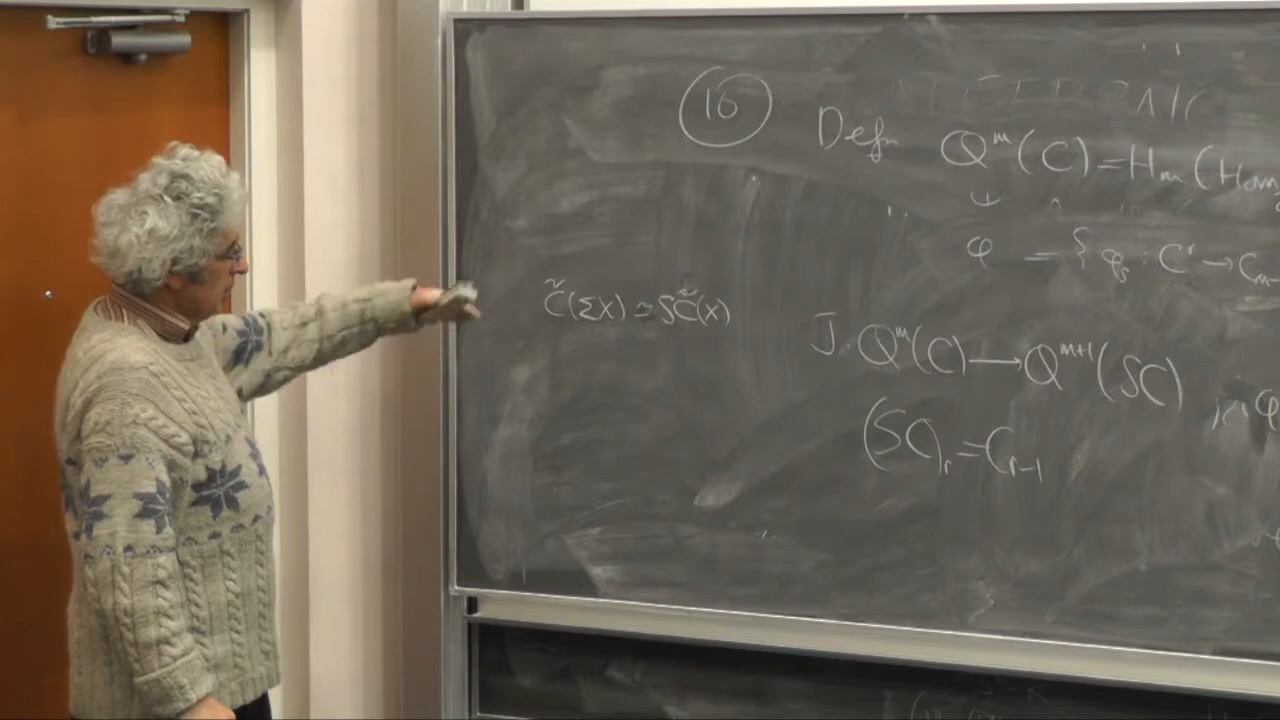 16
Defn Q^m(C)=H_m(Hom
φ = {φ_s : C^r → C_m-
C̃(ΣX) ≃ SC̃(X)
J: Q^m(C) → Q^{m+1}(SC)
(SC)_r = C_{r-1}